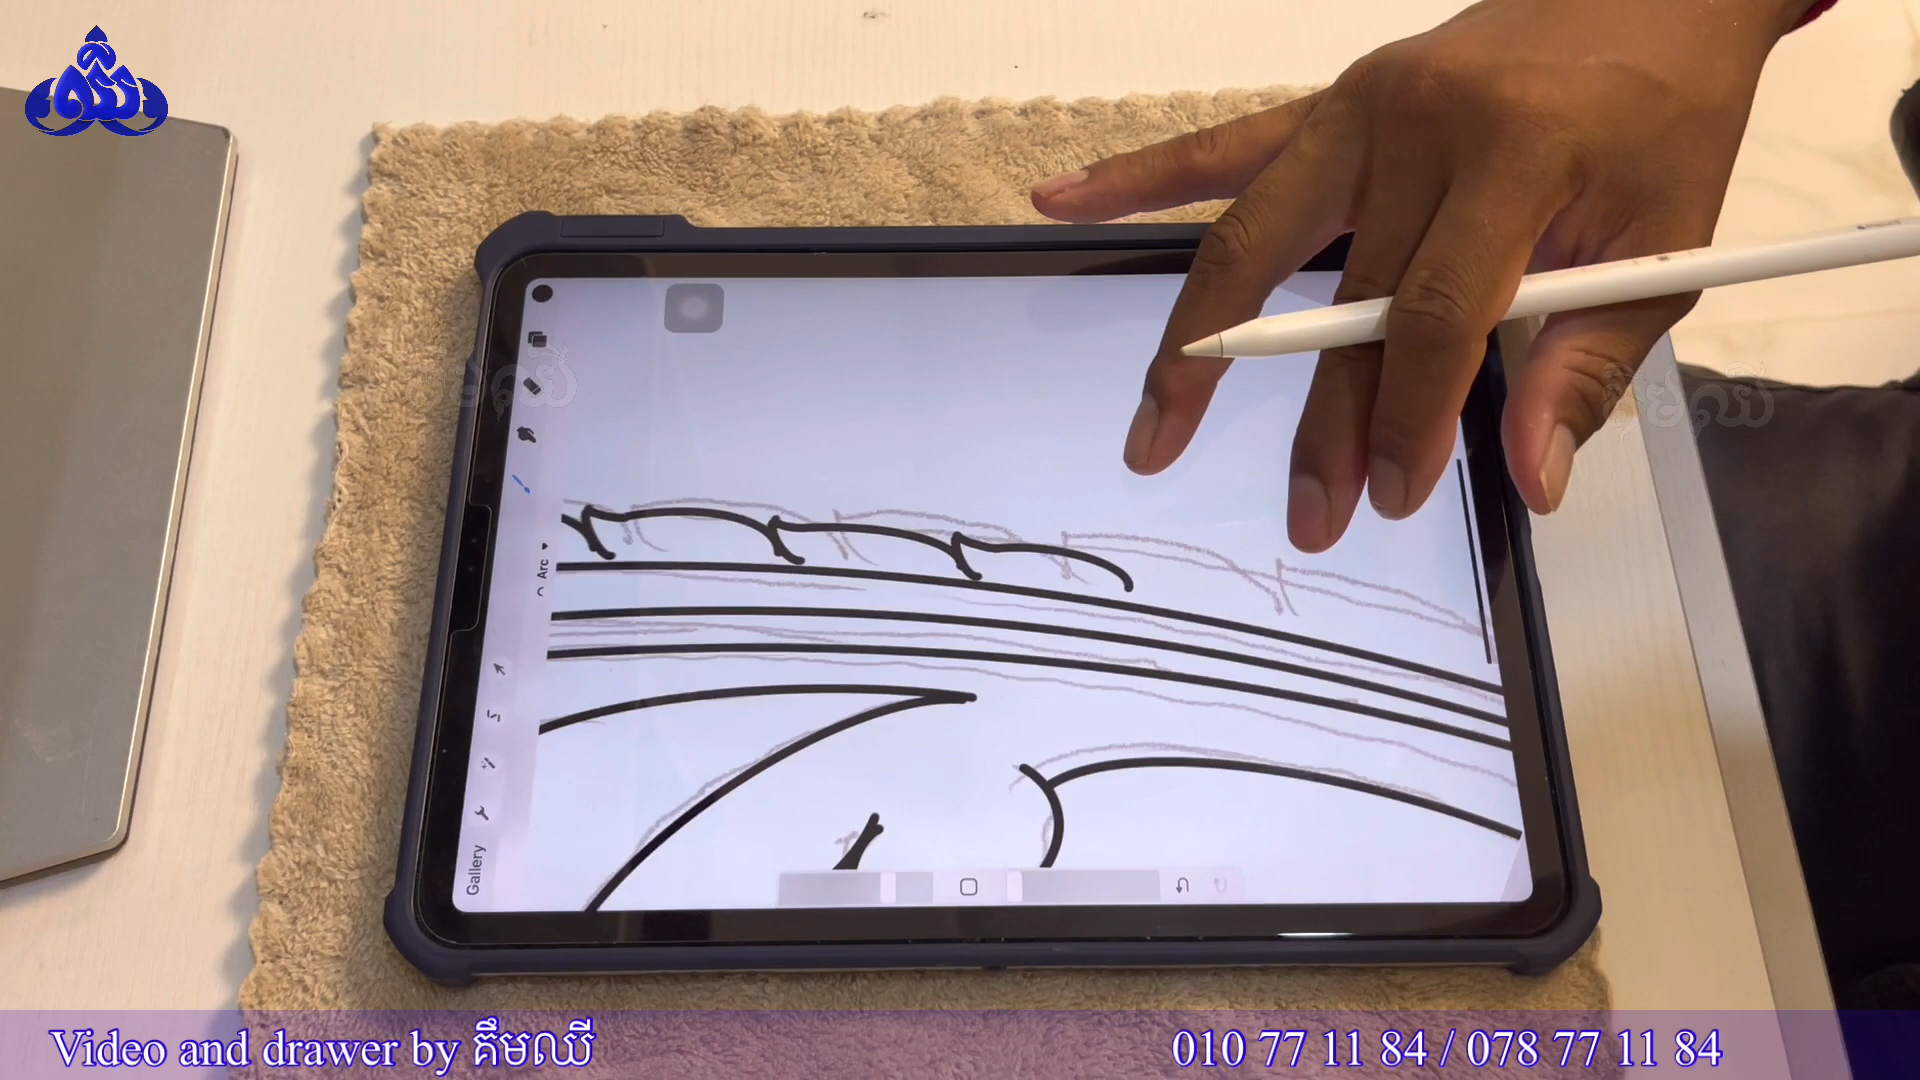 Arc
Gallery
Video and drawer by គឹមឈី
010 77 11 84 / 078 77 11 84